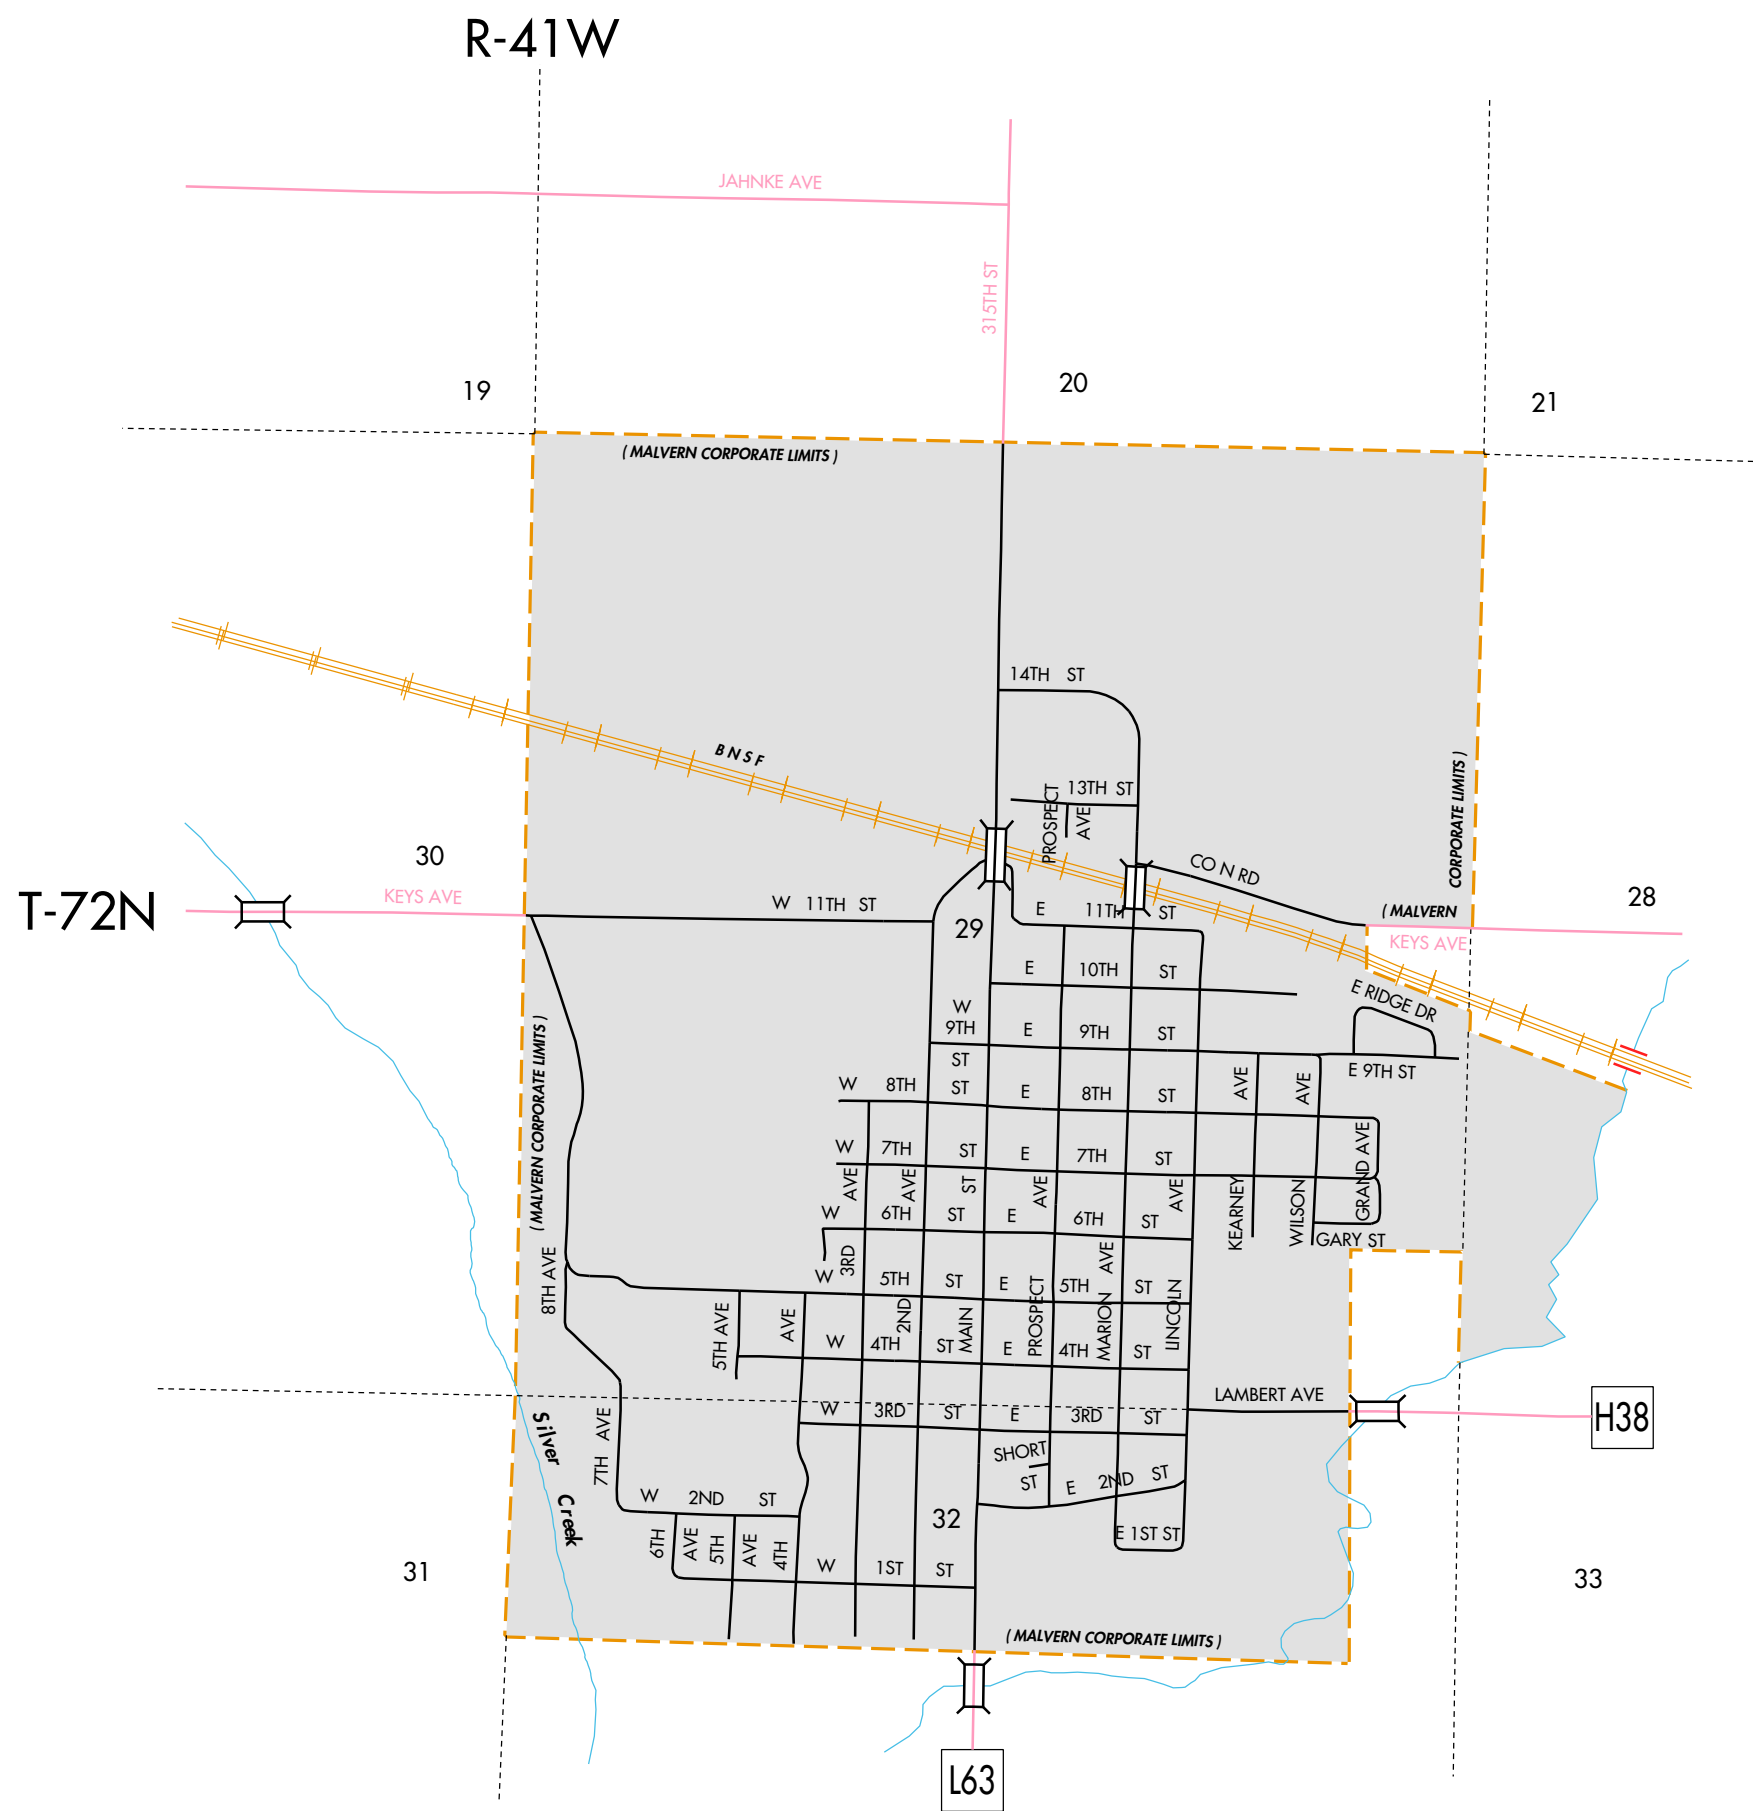 R-41W
JAHNKE AVE
315TH ST
19
20
21
( MALVERN CORPORATE LIMITS )
14TH ST
BNSF
13TH ST
PROSPECT
AVE
CORPORATE LIMITS )
( MALVERN
CO N RD
30
KEYS AVE
T-72N
W 11TH ST
29
E 11TH ST
28
KEYS AVE
E 10TH ST
E RIDGE DR
W
9TH
ST
E 9TH ST
E 9TH ST
( MALVERN CORPORATE LIMITS )
W 8TH ST
E 8TH ST
AVE
AVE
W 7TH ST
E 7TH ST
AVE
AVE
ST
AVE
AVE
KEARNEY
WILSON
GRAND AVE
W 6TH ST
E 6TH ST
GARY ST
8TH AVE
3RD
AVE
W 5TH ST
E 5TH ST
5TH AVE
AVE
2ND
MAIN
PROSPECT
MARION
LINCOLN
W 4TH ST
E 4TH ST
LAMBERT AVE
H38
W 3RD ST
E 3RD ST
Silver
Creek
7TH AVE
SHORT
ST
E 2ND ST
W 2ND ST
32
6TH
AVE
5TH
AVE
4TH
E 1ST ST
W 1ST ST
31
33
( MALVERN CORPORATE LIMITS )
L63